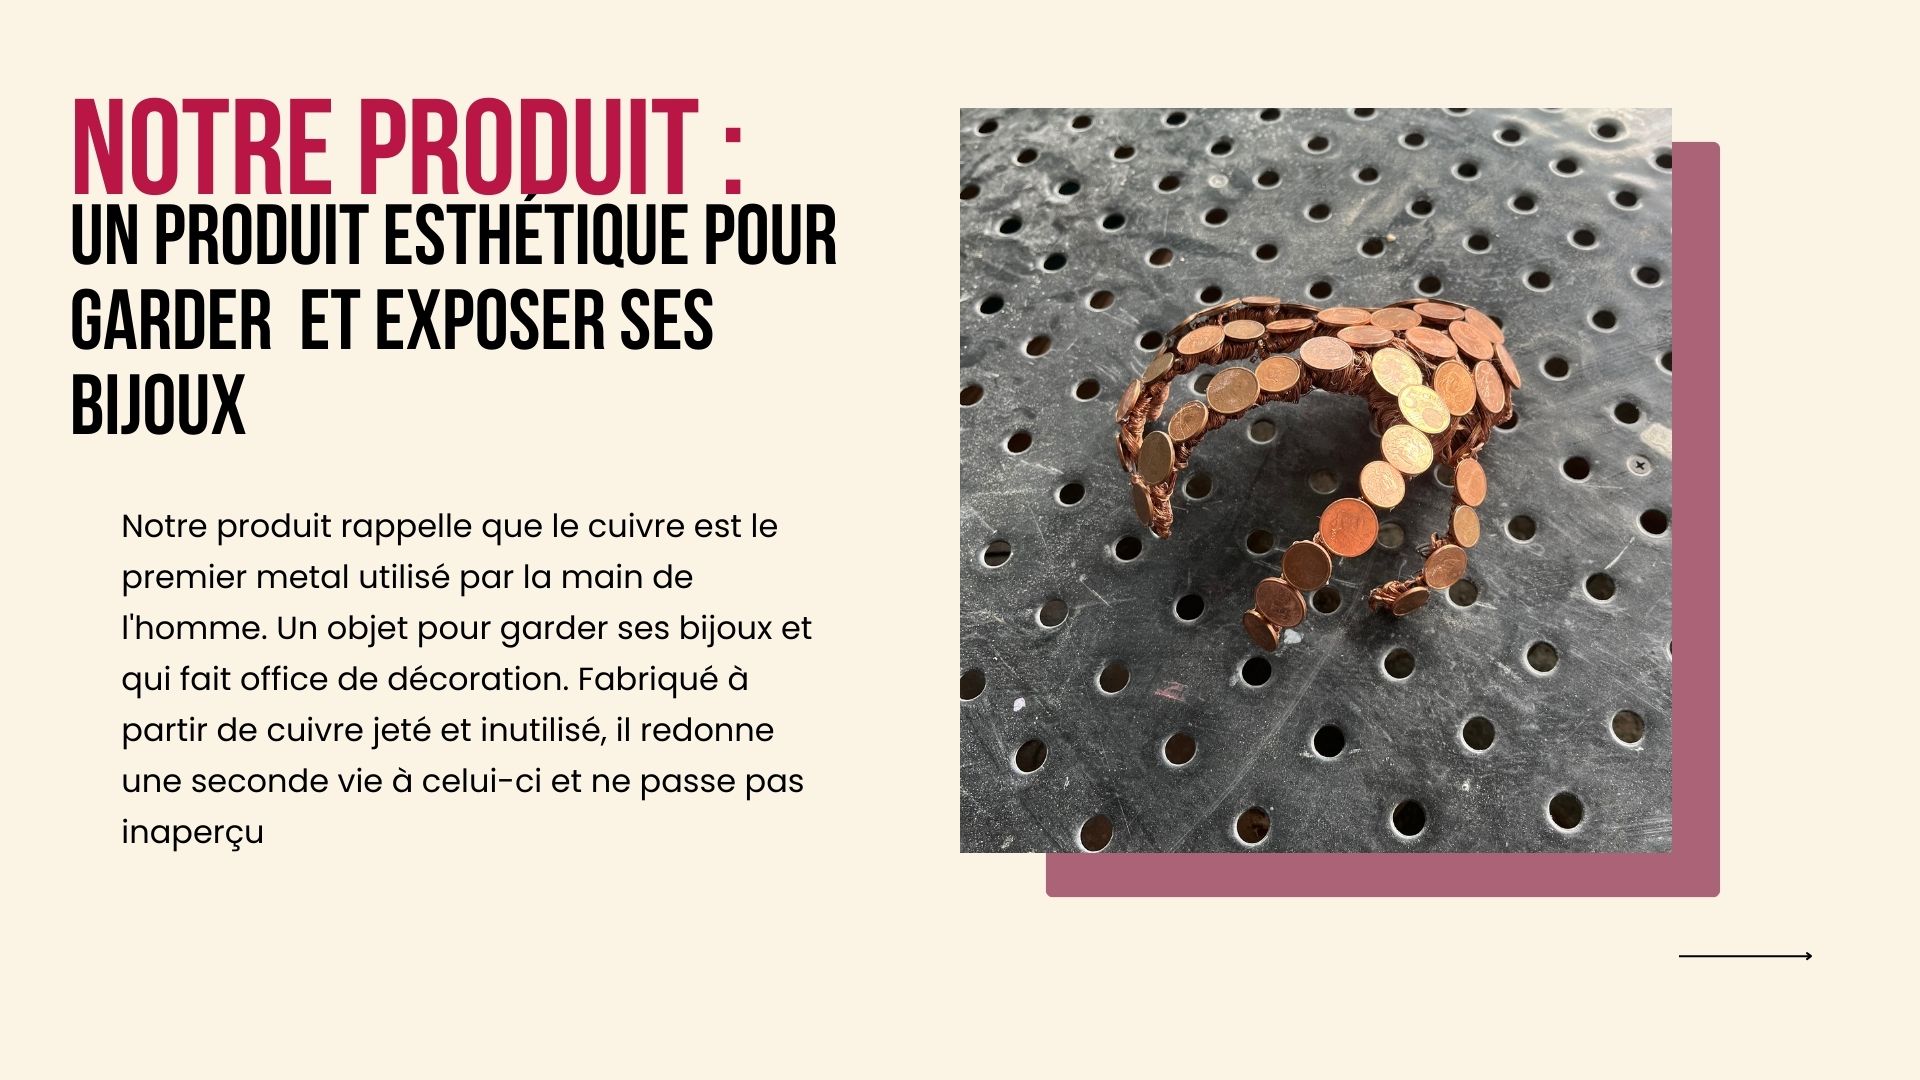 NOTRE PRODUIT :
UN PRODUIT ESTHÉTIQUE POUR
GARDER  ET EXPOSER SES
BIJOUX
Notre produit rappelle que le cuivre est le
premier metal utilisé par la main de
l'homme. Un objet pour garder ses bijoux et
qui fait office de décoration. Fabriqué à
partir de cuivre jeté et inutilisé, il redonne
une seconde vie à celui-ci et ne passe pas
inaperçu